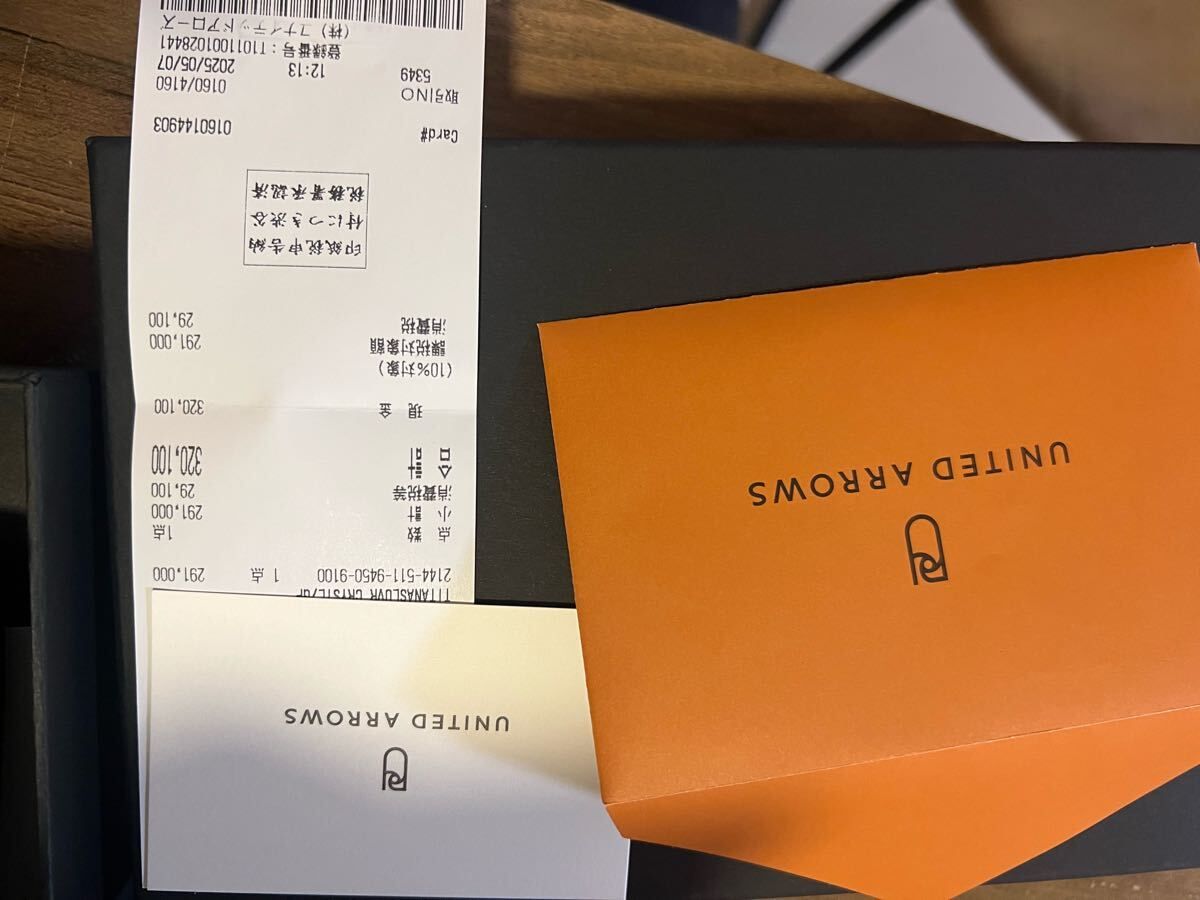 2144-511-9450-9100 1点 291,000
点 数 1点
小 計 291,000
消費税等 29,100
合 計 320,100
現 金 320,100
(10%対象)
課税対象額 291,000
消費税 29,100
印紙税申告納
付につき渋谷
税務署承認済
Card# 0160144903
取引NO 0160/4160
5349 12:13 2025/05/07
登録番号：T1011001028441
(株) ユナイテッドアローズ
UNITED ARROWS
UNITED ARROWS